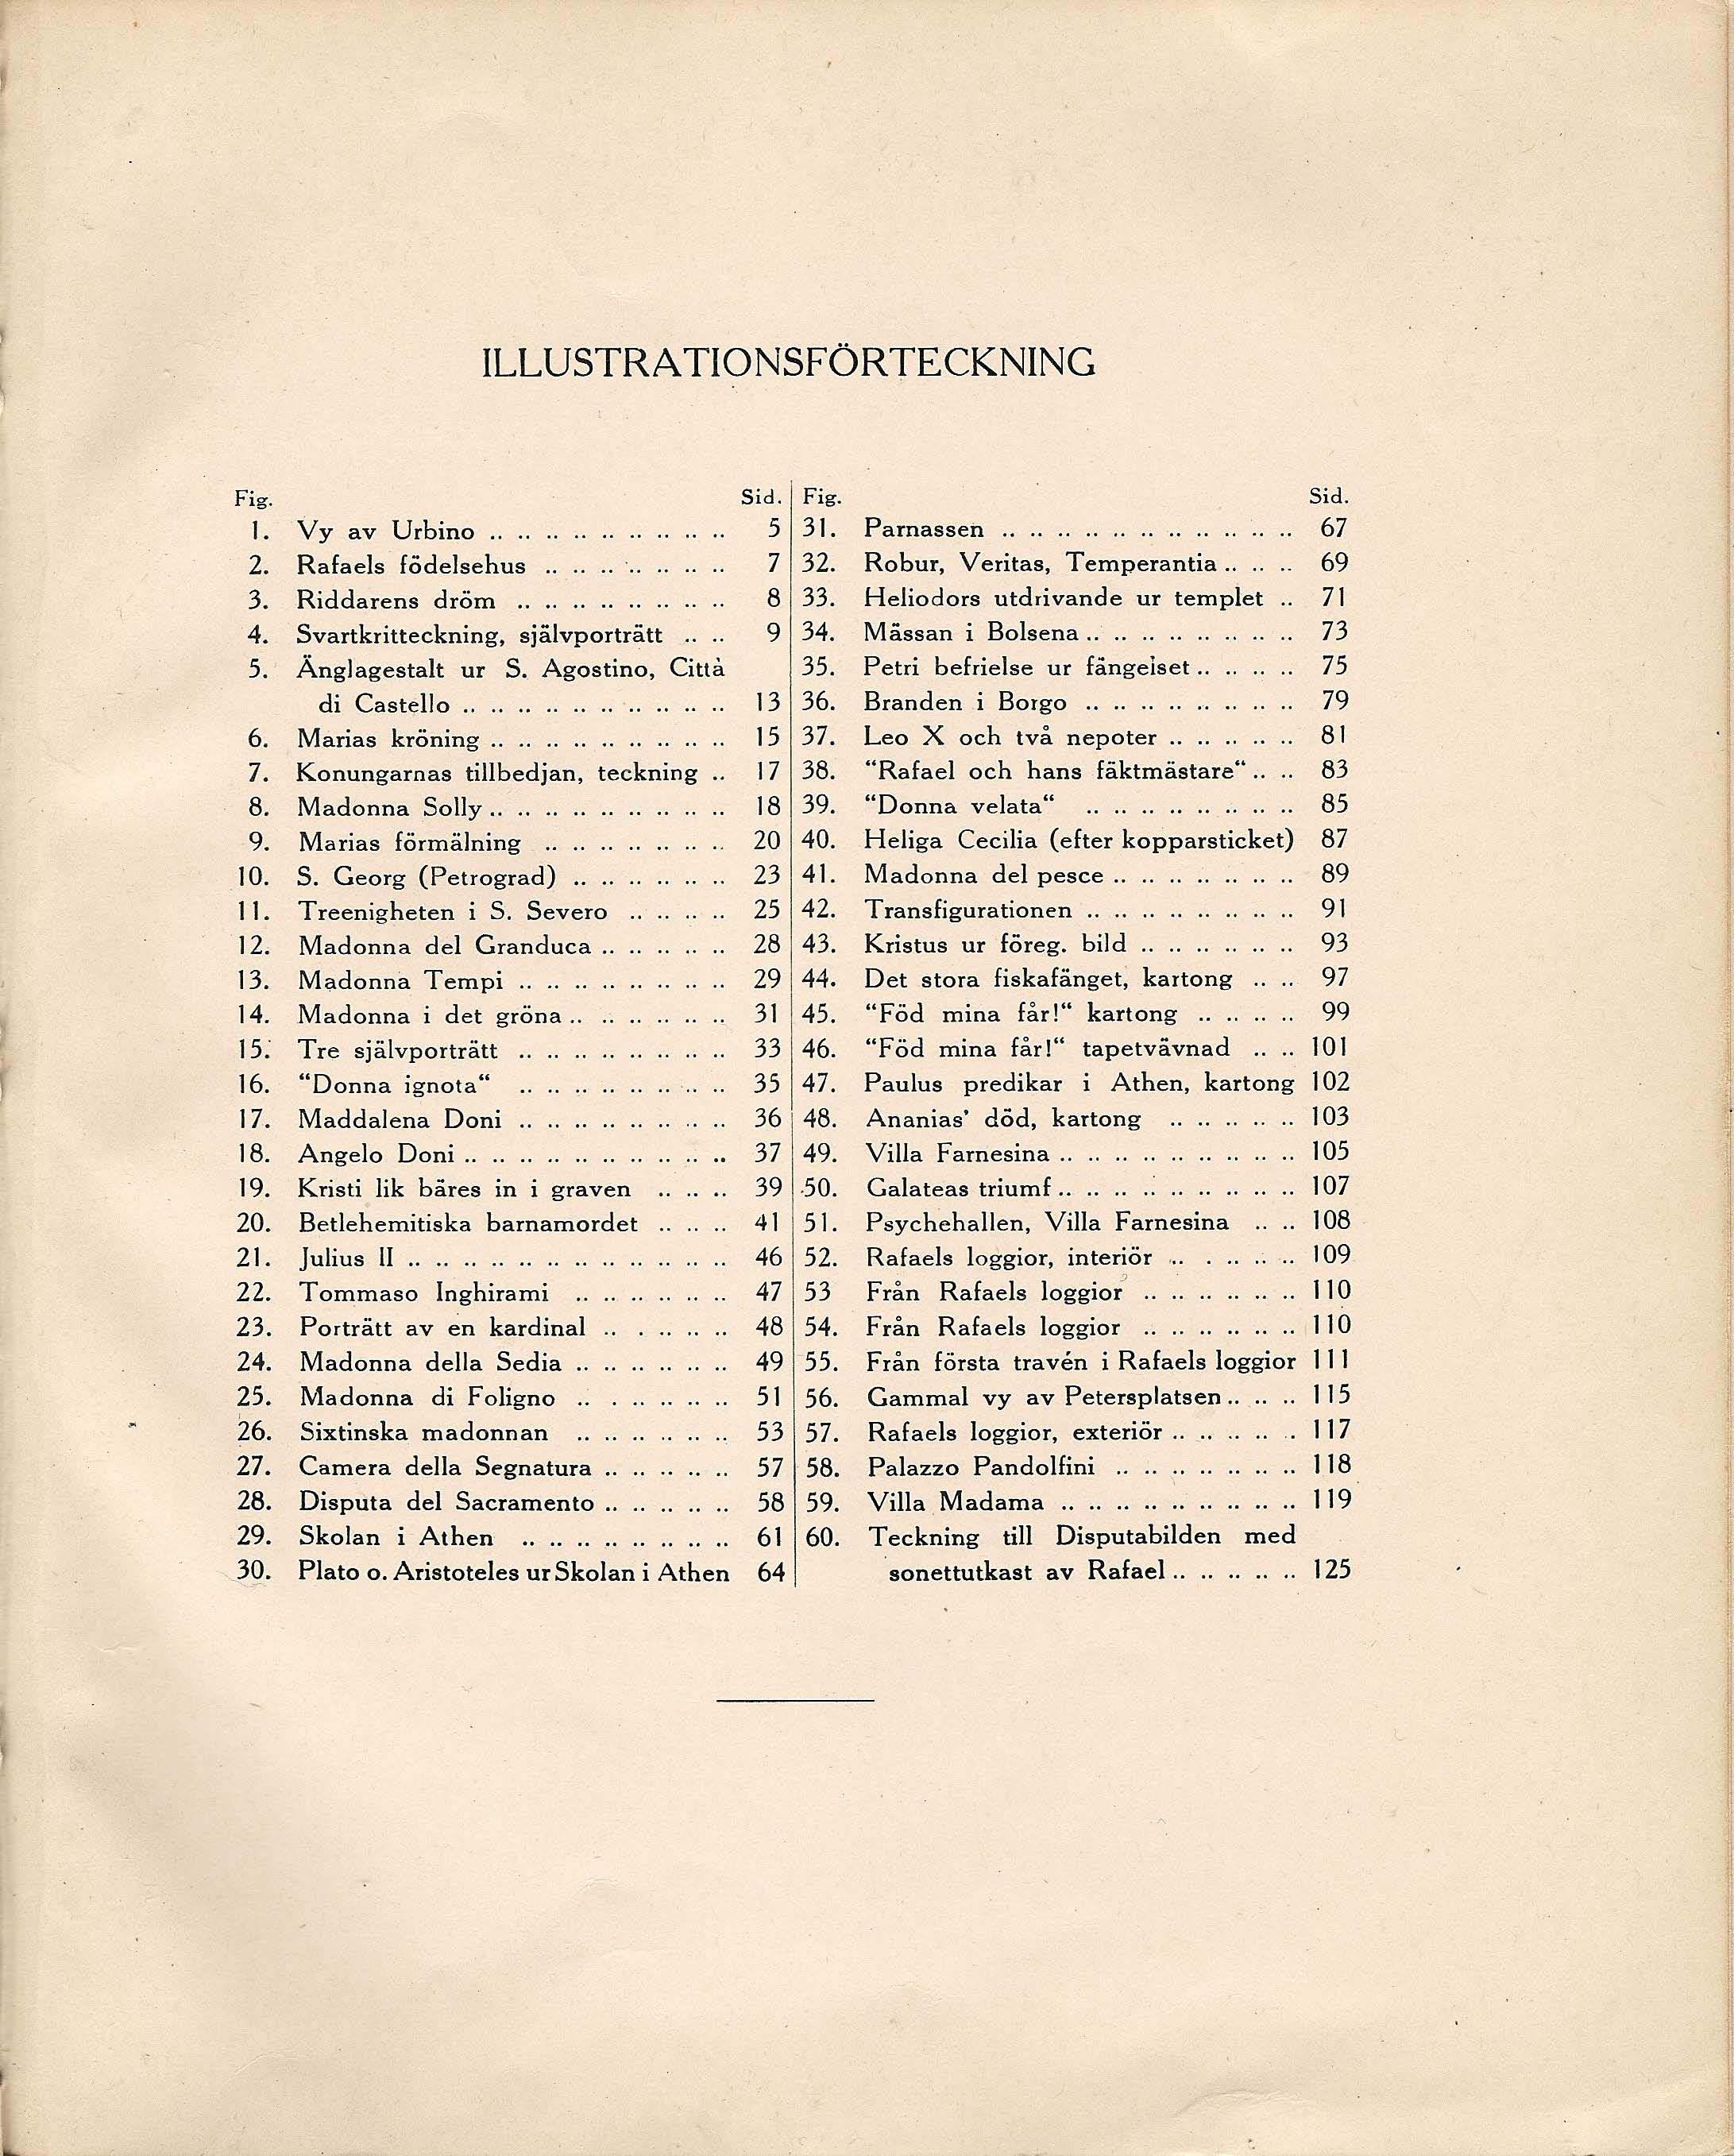 ILLUSTRATIONSFÖRTECKNING
Fig. Sid.
1. Vy av Urbino .. .. .. .. .. .. .. .. .. 5
2. Rafaels födelsehus .. .. .. .. .. .. .. 7
3. Riddarens dröm .. .. .. .. .. .. .. .. 8
4. Svartkritteckning, självporträtt .. .. 9
5. Änglagestalt ur S. Agostino, Città
di Castello .. .. .. .. .. .. .. .. .. .. 13
6. Marias kröning .. .. .. .. .. .. .. .. .. 15
7. Konungarnas tillbedjan, teckning .. 17
8. Madonna Solly .. .. .. .. .. .. .. .. .. 18
9. Marias förmälning .. .. .. .. .. .. .. 20
10. S. Georg (Petrograd) .. .. .. .. .. .. 23
11. Treenigheten i S. Severo .. .. .. .. 25
12. Madonna del Granduca .. .. .. .. .. 28
13. Madonna Tempi .. .. .. .. .. .. .. .. 29
14. Madonna i det gröna .. .. .. .. .. .. 31
15. Tre självporträtt .. .. .. .. .. .. .. .. 33
16. “Donna ignota“ .. .. .. .. .. .. .. .. 35
17. Maddalena Doni .. .. .. .. .. .. .. .. 36
18. Angelo Doni .. .. .. .. .. .. .. .. .. .. 37
19. Kristi lik bäres in i graven .. .. .. 39
20. Betlehemitiska barnamordet .. .. .. 41
21. Julius II .. .. .. .. .. .. .. .. .. .. .. .. 46
22. Tommaso Inghirami .. .. .. .. .. .. 47
23. Porträtt av en kardinal .. . .. .. .. 48
24. Madonna della Sedia .. .. .. .. .. .. 49
25. Madonna di Foligno .. . .. .. .. .. 51
26. Sixtinska madonnan .. .. .. .. .. .. 53
27. Camera della Segnatura .. .. .. .. .. 57
28. Disputa del Sacramento .. .. .. .. .. 58
29. Skolan i Athen .. .. .. .. .. .. .. .. 61
30. Plato o. Aristoteles ur Skolan i Athen 64
Fig. Sid.
31. Parnassen .. .. .. .. .. .. .. .. .. .. .. 67
32. Robur, Veritas, Temperantia .. .. .. 69
33. Heliodors utdrivande ur templet .. 71
34. Mässan i Bolsena .. .. .. .. .. .. .. .. 73
35. Petri befrielse ur fängelset .. .. .. .. 75
36. Branden i Borgo .. .. .. .. .. .. .. .. 79
37. Leo X och två nepoter .. .. .. .. .. 81
38. “Rafael och hans fäktmästare“ .. .. 83
39. “Donna velata“ .. .. .. .. .. .. .. .. 85
40. Heliga Cecilia (efter kopparsticket) 87
41. Madonna del pesce .. .. .. .. .. .. .. 89
42. Transfigurationen .. .. .. .. .. .. .. .. 91
43. Kristus ur föreg. bild .. .. .. .. .. .. 93
44. Det stora fiskafänget, kartong .. .. 97
45. “Föd mina får!“ kartong .. .. .. .. 99
46. “Föd mina får!“ tapetvävnad .. .. 101
47. Paulus predikar i Athen, kartong 102
48. Ananias’ död, kartong .. .. .. .. .. 103
49. Villa Farnesina .. .. .. .. .. .. .. .. .. 105
50. Galateas triumf .. .. .. .. .. .. .. .. .. 107
51. Psychehallen, Villa Farnesina .. .. 108
52. Rafaels loggior, interiör .. . .. .. .. 109
53 Från Rafaels loggior .. .. .. .. .. .. 110
54. Från Rafaels loggior .. .. .. .. .. .. 110
55. Från första travén i Rafaels loggior 111
56. Gammal vy av Petersplatsen .. .. .. 115
57. Rafaels loggior, exteriör .. .. .. .. . 117
58. Palazzo Pandolfini .. .. .. .. .. .. .. 118
59. Villa Madama .. .. .. .. .. .. .. .. .. 119
60. Teckning till Disputabilden med
sonettutkast av Rafael .. .. .. .. .. 125